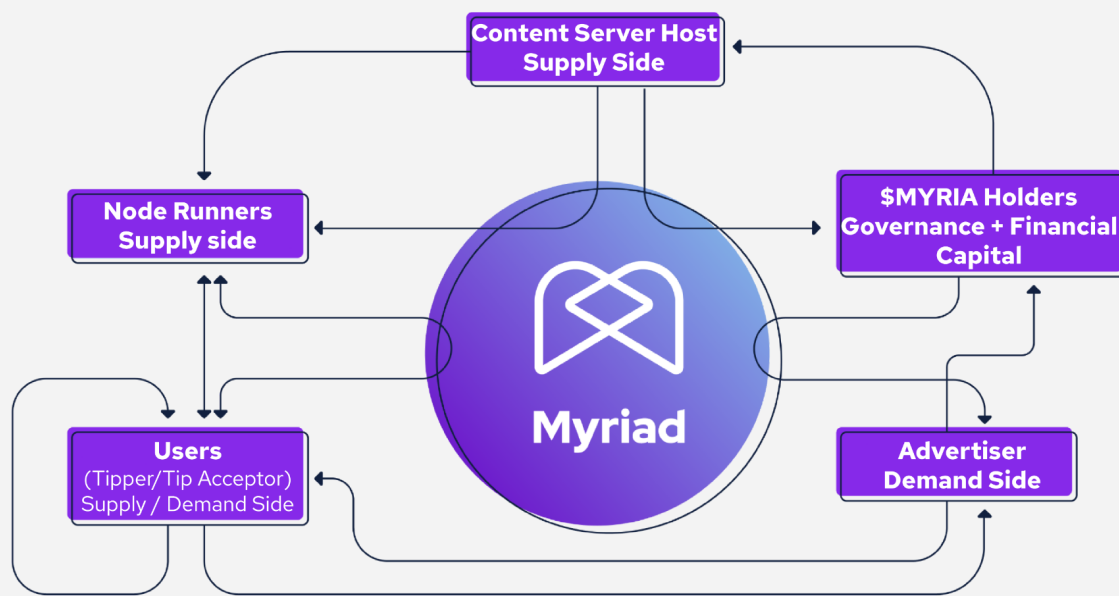 Content Server Host
Supply Side
Node Runners
Supply side
$MYRIA Holders
Governance + Financial
Capital
Myriad
Users
(Tipper/Tip Acceptor)
Supply / Demand Side
Advertiser
Demand Side